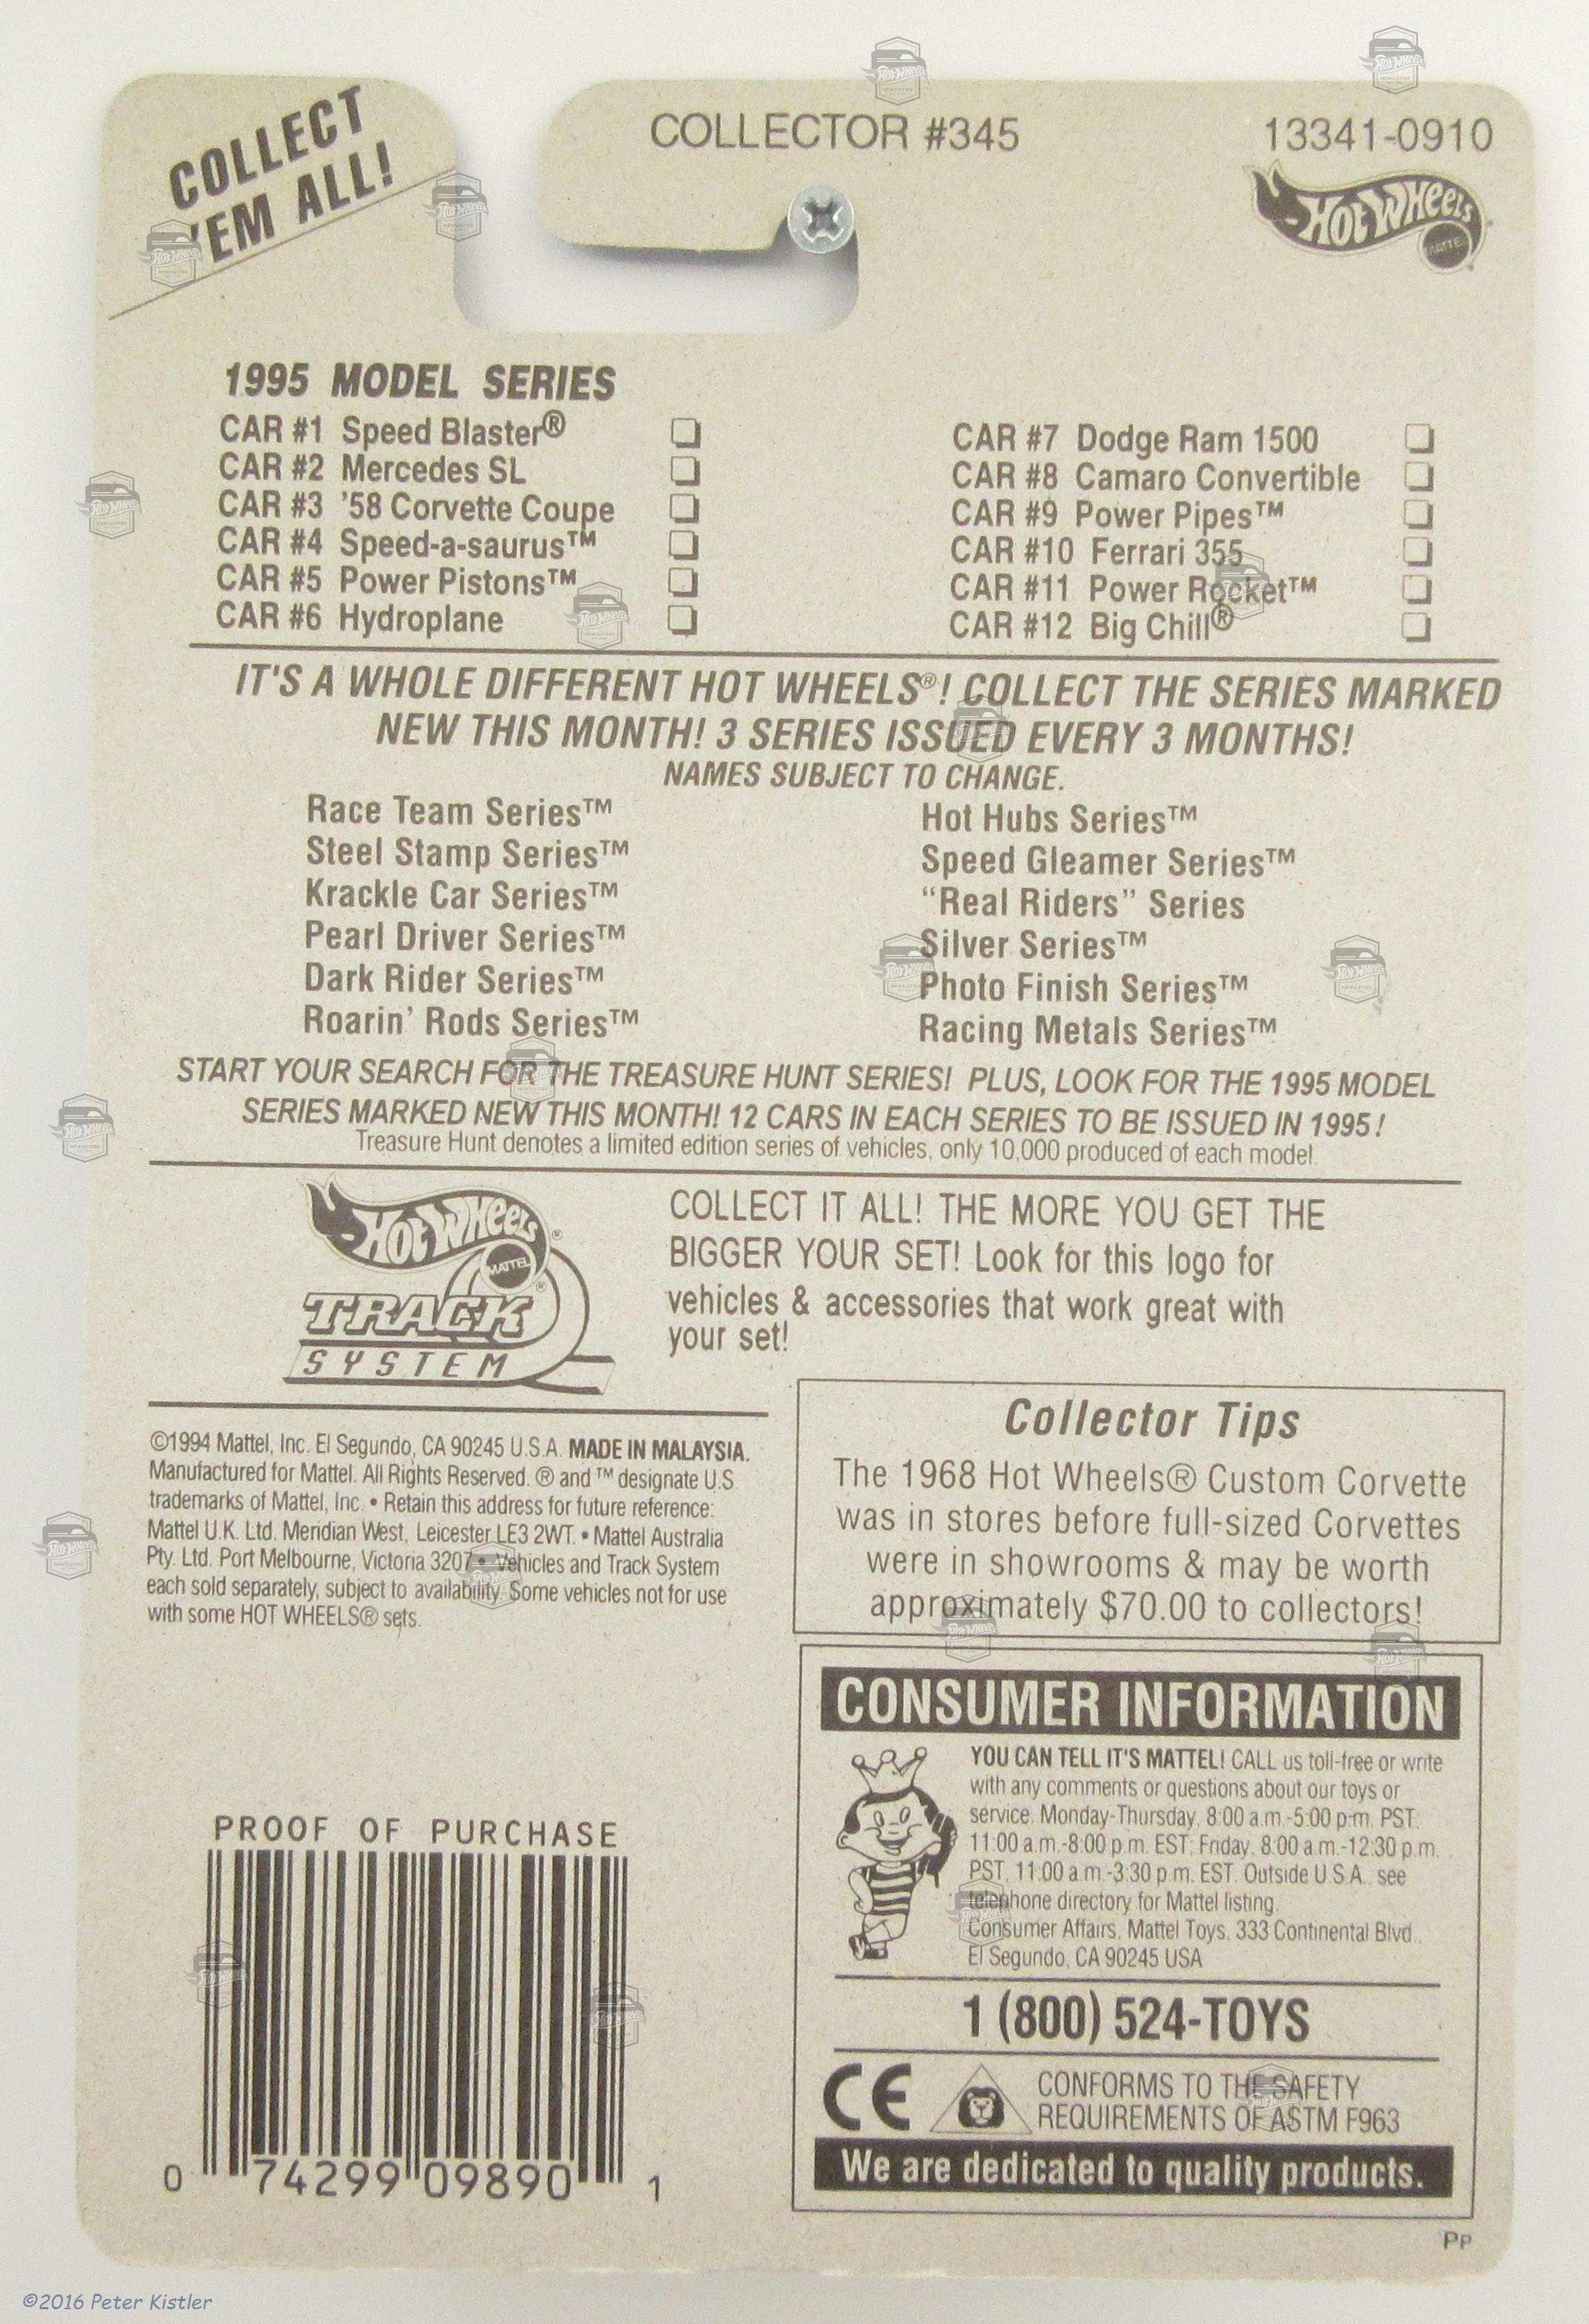 COLLECT
'EM ALL!
COLLECTOR #345
13341-0910
HOT WHEELS
MATTEL
1995 MODEL SERIES
CAR #1 Speed Blaster®
CAR #2 Mercedes SL
CAR #3 '58 Corvette Coupe
CAR #4 Speed-a-saurus™
CAR #5 Power Pistons™
CAR #6 Hydroplane
CAR #7 Dodge Ram 1500
CAR #8 Camaro Convertible
CAR #9 Power Pipes™
CAR #10 Ferrari 355
CAR #11 Power Rocket™
CAR #12 Big Chill®
IT'S A WHOLE DIFFERENT HOT WHEELS®! COLLECT THE SERIES MARKED
NEW THIS MONTH! 3 SERIES ISSUED EVERY 3 MONTHS!
NAMES SUBJECT TO CHANGE.
Race Team Series™
Steel Stamp Series™
Krackle Car Series™
Pearl Driver Series™
Dark Rider Series™
Roarin' Rods Series™
Hot Hubs Series™
Speed Gleamer Series™
“Real Riders” Series
Silver Series™
Photo Finish Series™
Racing Metals Series™
START YOUR SEARCH FOR THE TREASURE HUNT SERIES! PLUS, LOOK FOR THE 1995 MODEL
SERIES MARKED NEW THIS MONTH! 12 CARS IN EACH SERIES TO BE ISSUED IN 1995!
Treasure Hunt denotes a limited edition series of vehicles, only 10,000 produced of each model.
HOT WHEELS®
MATTEL
TRACK®
SYSTEM
COLLECT IT ALL! THE MORE YOU GET THE
BIGGER YOUR SET! Look for this logo for
vehicles & accessories that work great with
your set!
©1994 Mattel, Inc. El Segundo, CA 90245 U.S.A. MADE IN MALAYSIA.
Manufactured for Mattel. All Rights Reserved. ® and ™ designate U.S.
trademarks of Mattel, Inc. • Retain this address for future reference:
Mattel U.K. Ltd. Meridian West, Leicester LE3 2WT. • Mattel Australia
Pty. Ltd. Port Melbourne, Victoria 3207 • Vehicles and Track System
each sold separately, subject to availability. Some vehicles not for use
with some HOT WHEELS® sets.
Collector Tips
The 1968 Hot Wheels® Custom Corvette
was in stores before full-sized Corvettes
were in showrooms & may be worth
approximately $70.00 to collectors!
CONSUMER INFORMATION
YOU CAN TELL IT'S MATTEL! CALL us toll-free or write
with any comments or questions about our toys or
service. Monday-Thursday, 8:00 a.m.-5:00 p.m. PST.
11:00 a.m.-8:00 p.m. EST; Friday, 8:00 a.m.-12:30 p.m.
PST, 11:00 a.m.-3:30 p.m. EST. Outside U.S.A., see
telephone directory for Mattel listing.
Consumer Affairs, Mattel Toys, 333 Continental Blvd.,
El Segundo, CA 90245 USA
1 (800) 524-TOYS
CE
CONFORMS TO THE SAFETY
REQUIREMENTS OF ASTM F963
We are dedicated to quality products.
PROOF OF PURCHASE
0 74299 09890 1
PP
©2016 Peter Kistler